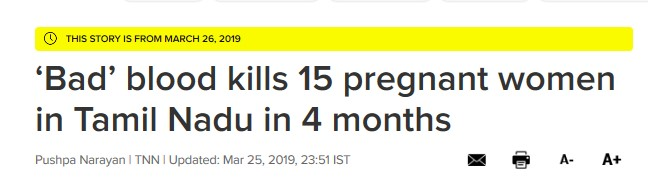 THIS STORY IS FROM MARCH 26, 2019
‘Bad’ blood kills 15 pregnant women
in Tamil Nadu in 4 months
Pushpa Narayan | TNN | Updated: Mar 25, 2019, 23:51 IST A- A+